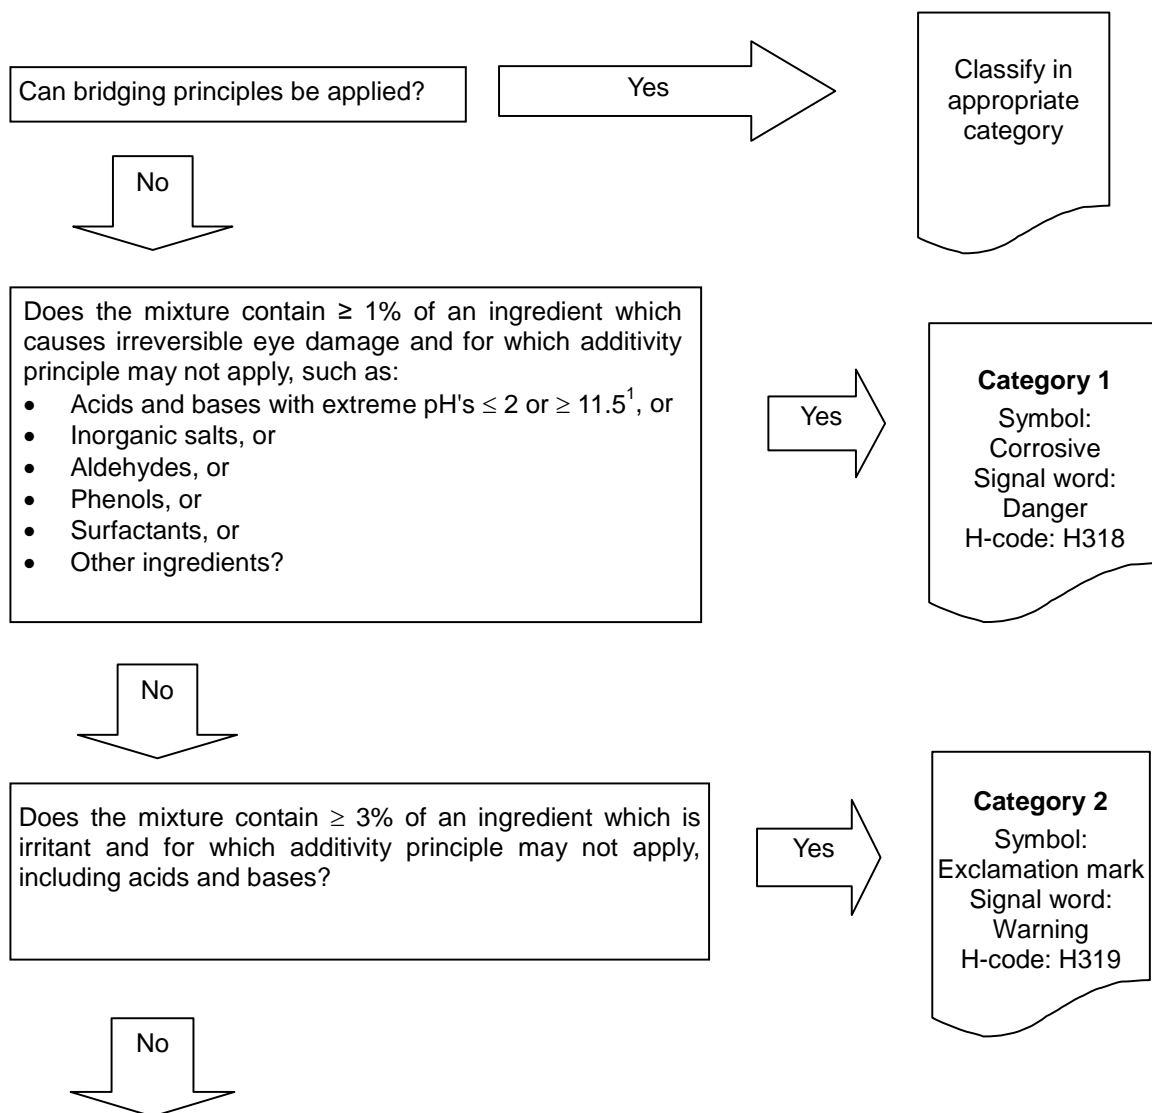 Can bridging principles be applied?
Yes
Classify in
appropriate
category
No
Does the mixture contain ≥ 1% of an ingredient which
causes irreversible eye damage and for which additivity
principle may not apply, such as:
• Acids and bases with extreme pH's ≤ 2 or ≥ 11.5¹, or
• Inorganic salts, or
• Aldehydes, or
• Phenols, or
• Surfactants, or
• Other ingredients?
Yes
Category 1
Symbol:
Corrosive
Signal word:
Danger
H-code: H318
No
Does the mixture contain ≥ 3% of an ingredient which is
irritant and for which additivity principle may not apply,
including acids and bases?
Yes
Category 2
Symbol:
Exclamation mark
Signal word:
Warning
H-code: H319
No